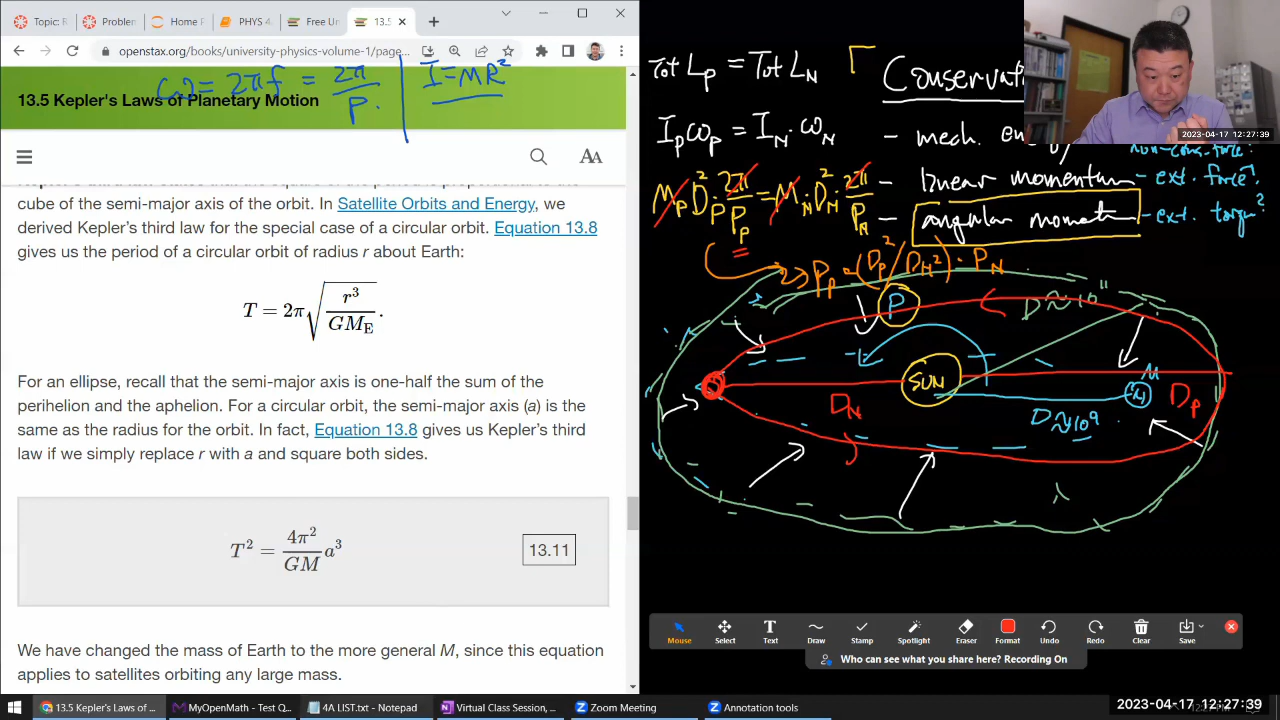 Topic: B
Problem
Home P
PHYS 4
Free Un
13.5
openstax.org/books/university-physics-volume-1/page...
ω = 2πf = 2π/P.
I = MR²
13.5 Kepler's Laws of Planetary Motion
AA
cube of the semi-major axis of the orbit. In Satellite Orbits and Energy, we
derived Kepler's third law for the special case of a circular orbit. Equation 13.8
gives us the period of a circular orbit of radius r about Earth:
T = 2π√(r³/GM_E).
For an ellipse, recall that the semi-major axis is one-half the sum of the
perihelion and the aphelion. For a circular orbit, the semi-major axis (a) is the
same as the radius for the orbit. In fact, Equation 13.8 gives us Kepler's third
law if we simply replace r with a and square both sides.
T² = 4π²/GM a³
13.11
We have changed the mass of Earth to the more general M, since this equation
applies to satellites orbiting any large mass.
Tot L_P = Tot L_N
Conservati
I_P ω_P = I_N · ω_N
- mech.
non-cons. force?
M_P D_P² · 2π/P_P = M_N · D_N² · 2π/P_N
- linear momentum - ext. force?
- angular moment - ext. torque?
→ P_P = (D_P²/D_N²) · P_N
P
D≈10¹¹
SUN
D_N
D≈10⁹
D_P
2023-04-17 12:27:39
Mouse
Select
Text
Draw
Stamp
Spotlight
Eraser
Format
Undo
Redo
Clear
Save
Who can see what you share here? Recording On
13.5 Kepler's Laws of...
MyOpenMath - Test Q...
4A LIST.txt - Notepad
Virtual Class Session, ...
Zoom Meeting
Annotation tools
2023-04-17 12:27:39